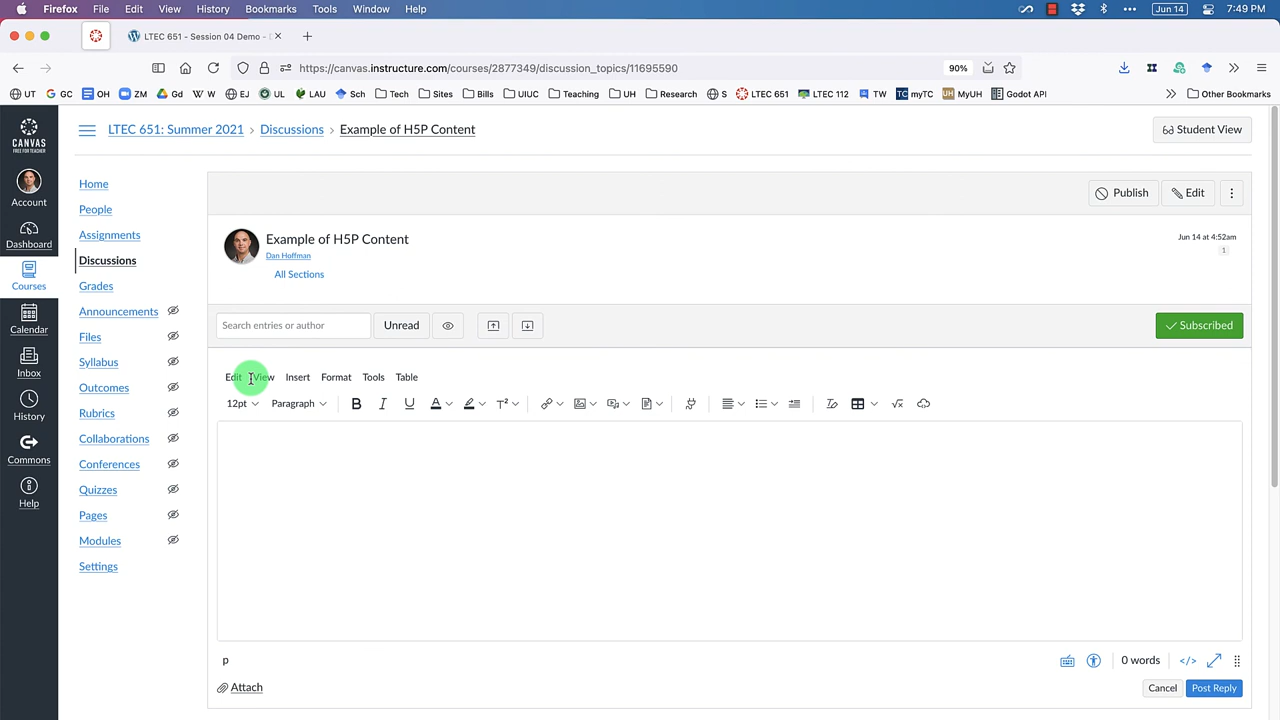 Firefox File Edit View History Bookmarks Tools Window Help Jun 14 7:49 PM
LTEC 651 - Session 04 Demo -
https://canvas.instructure.com/courses/2877349/discussion_topics/11695590 90%
UT GC OH ZM Gd W EJ UL LAU Sch Tech Sites Bills UIUC Teaching UH Research S LTEC 651 LTEC 112 TW myTC MyUH Godot API Other Bookmarks
CANVAS
FREE FOR TEACHER
Account
Dashboard
Courses
Calendar
Inbox
History
Commons
Help
LTEC 651: Summer 2021 > Discussions > Example of H5P Content
Student View
Home
People
Assignments
Discussions
Grades
Announcements
Files
Syllabus
Outcomes
Rubrics
Collaborations
Conferences
Quizzes
Pages
Modules
Settings
Publish Edit
Example of H5P Content
Dan Hoffman
All Sections
Jun 14 at 4:52am
1
Search entries or author Unread Subscribed
Edit View Insert Format Tools Table
12pt Paragraph B I U A T²
p 0 words </>
Attach
Cancel Post Reply